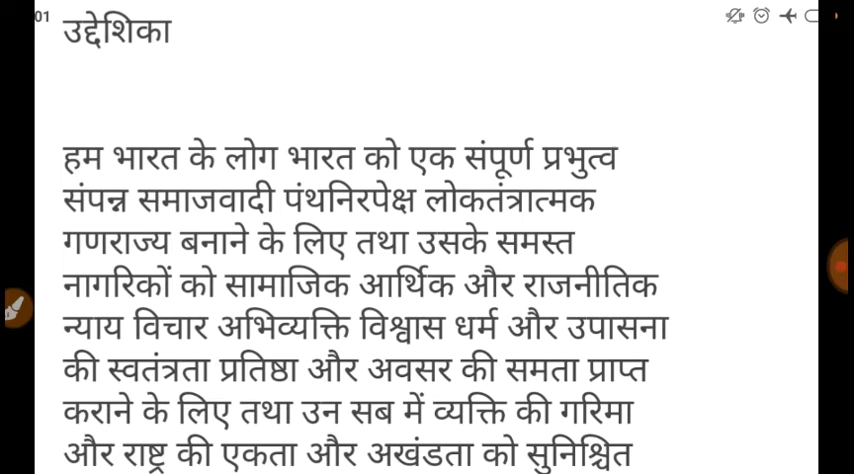 01
उद्देशिका
हम भारत के लोग भारत को एक संपूर्ण प्रभुत्व
संपन्न समाजवादी पंथनिरपेक्ष लोकतंत्रात्मक
गणराज्य बनाने के लिए तथा उसके समस्त
नागरिकों को सामाजिक आर्थिक और राजनीतिक
न्याय विचार अभिव्यक्ति विश्वास धर्म और उपासना
की स्वतंत्रता प्रतिष्ठा और अवसर की समता प्राप्त
कराने के लिए तथा उन सब में व्यक्ति की गरिमा
और राष्ट्र की एकता और अखंडता को सुनिश्चित